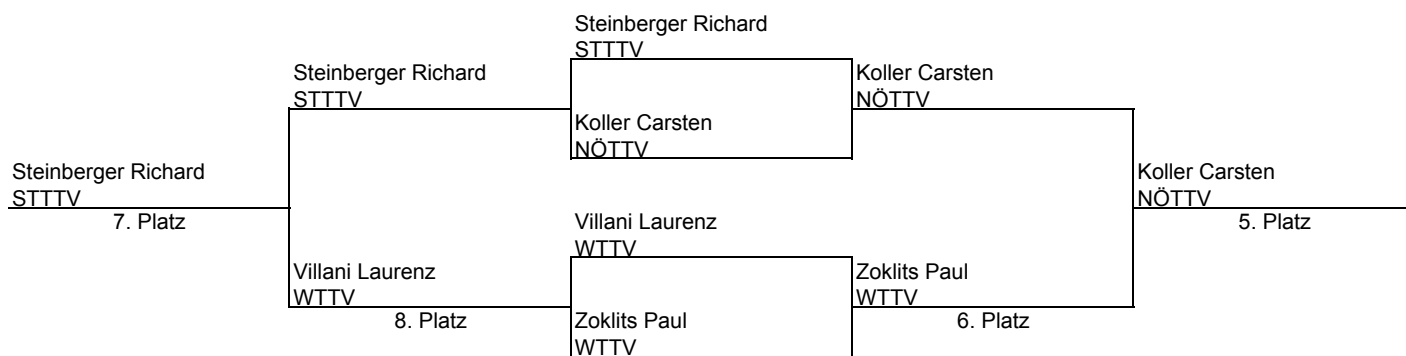 Steinberger Richard
STTTV
Steinberger Richard
STTTV
Koller Carsten
NÖTTV
Koller Carsten
NÖTTV
Steinberger Richard
STTTV
7. Platz
Koller Carsten
NÖTTV
5. Platz
Villani Laurenz
WTTV
Villani Laurenz
WTTV
8. Platz
Zoklits Paul
WTTV
6. Platz
Zoklits Paul
WTTV